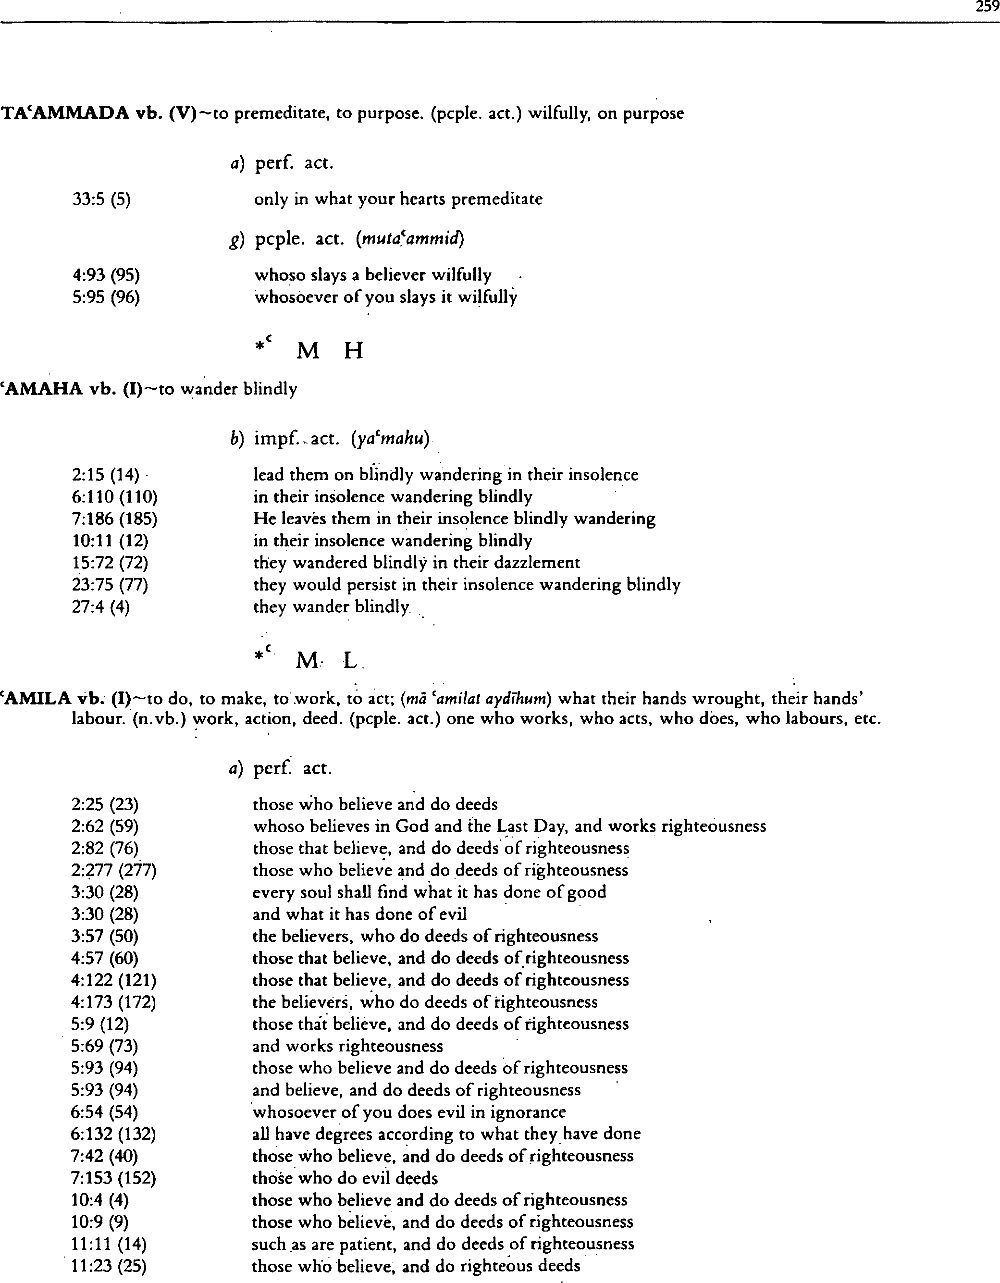 259
TAʿAMMADA vb. (V)~to premeditate, to purpose. (pcple. act.) wilfully, on purpose
a) perf. act.
33:5 (5) only in what your hearts premeditate
g) pcple. act. (mutaʿammid)
4:93 (95) whoso slays a believer wilfully
5:95 (96) whosoever of you slays it wilfully
*ʿ M H
ʿAMAHA vb. (I)~to wander blindly
b) impf. act. (yaʿmahu)
2:15 (14) lead them on blindly wandering in their insolence
6:110 (110) in their insolence wandering blindly
7:186 (185) He leaves them in their insolence blindly wandering
10:11 (12) in their insolence wandering blindly
15:72 (72) they wandered blindly in their dazzlement
23:75 (77) they would persist in their insolence wandering blindly
27:4 (4) they wander blindly
*ʿ M L
ʿAMILA vb. (I)~to do, to make, to work, to act; (mā ʿamilat aydīhum) what their hands wrought, their hands'
labour. (n.vb.) work, action, deed. (pcple. act.) one who works, who acts, who does, who labours, etc.
a) perf. act.
2:25 (23) those who believe and do deeds
2:62 (59) whoso believes in God and the Last Day, and works righteousness
2:82 (76) those that believe, and do deeds of righteousness
2:277 (277) those who believe and do deeds of righteousness
3:30 (28) every soul shall find what it has done of good
3:30 (28) and what it has done of evil
3:57 (50) the believers, who do deeds of righteousness
4:57 (60) those that believe, and do deeds of righteousness
4:122 (121) those that believe, and do deeds of righteousness
4:173 (172) the believers, who do deeds of righteousness
5:9 (12) those that believe, and do deeds of righteousness
5:69 (73) and works righteousness
5:93 (94) those who believe and do deeds of righteousness
5:93 (94) and believe, and do deeds of righteousness
6:54 (54) whosoever of you does evil in ignorance
6:132 (132) all have degrees according to what they have done
7:42 (40) those who believe, and do deeds of righteousness
7:153 (152) those who do evil deeds
10:4 (4) those who believe and do deeds of righteousness
10:9 (9) those who believe, and do deeds of righteousness
11:11 (14) such as are patient, and do deeds of righteousness
11:23 (25) those who believe, and do righteous deeds